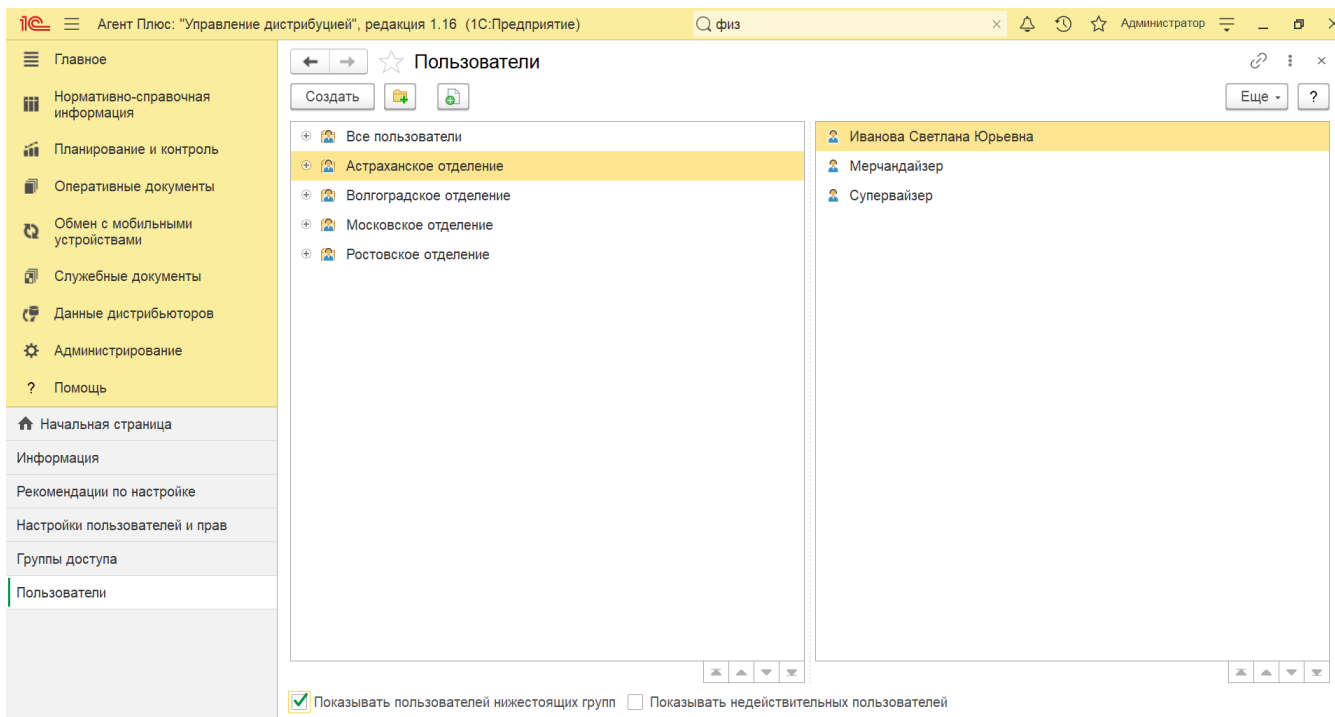 1С Агент Плюс: "Управление дистрибуцией", редакция 1.16 (1С:Предприятие) физ Администратор
Главное
Нормативно-справочная
информация
Планирование и контроль
Оперативные документы
Обмен с мобильными
устройствами
Служебные документы
Данные дистрибьюторов
Администрирование
? Помощь
Начальная страница
Информация
Рекомендации по настройке
Настройки пользователей и прав
Группы доступа
Пользователи
Пользователи
Создать Еще ?
Все пользователи
Астраханское отделение
Волгоградское отделение
Московское отделение
Ростовское отделение
Иванова Светлана Юрьевна
Мерчандайзер
Супервайзер
Показывать пользователей нижестоящих групп Показывать недействительных пользователей